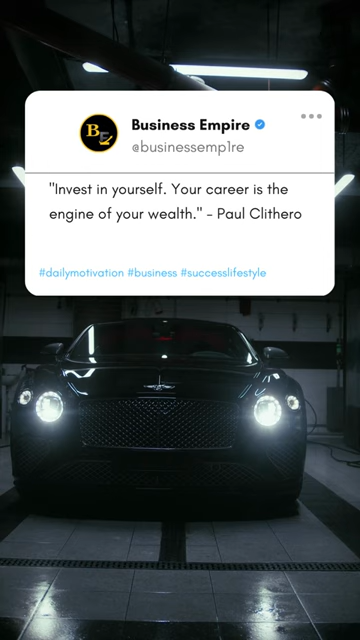 BE
Business Empire
@businessemp1re
"Invest in yourself. Your career is the
engine of your wealth." - Paul Clithero
#dailymotivation #business #successlifestyle